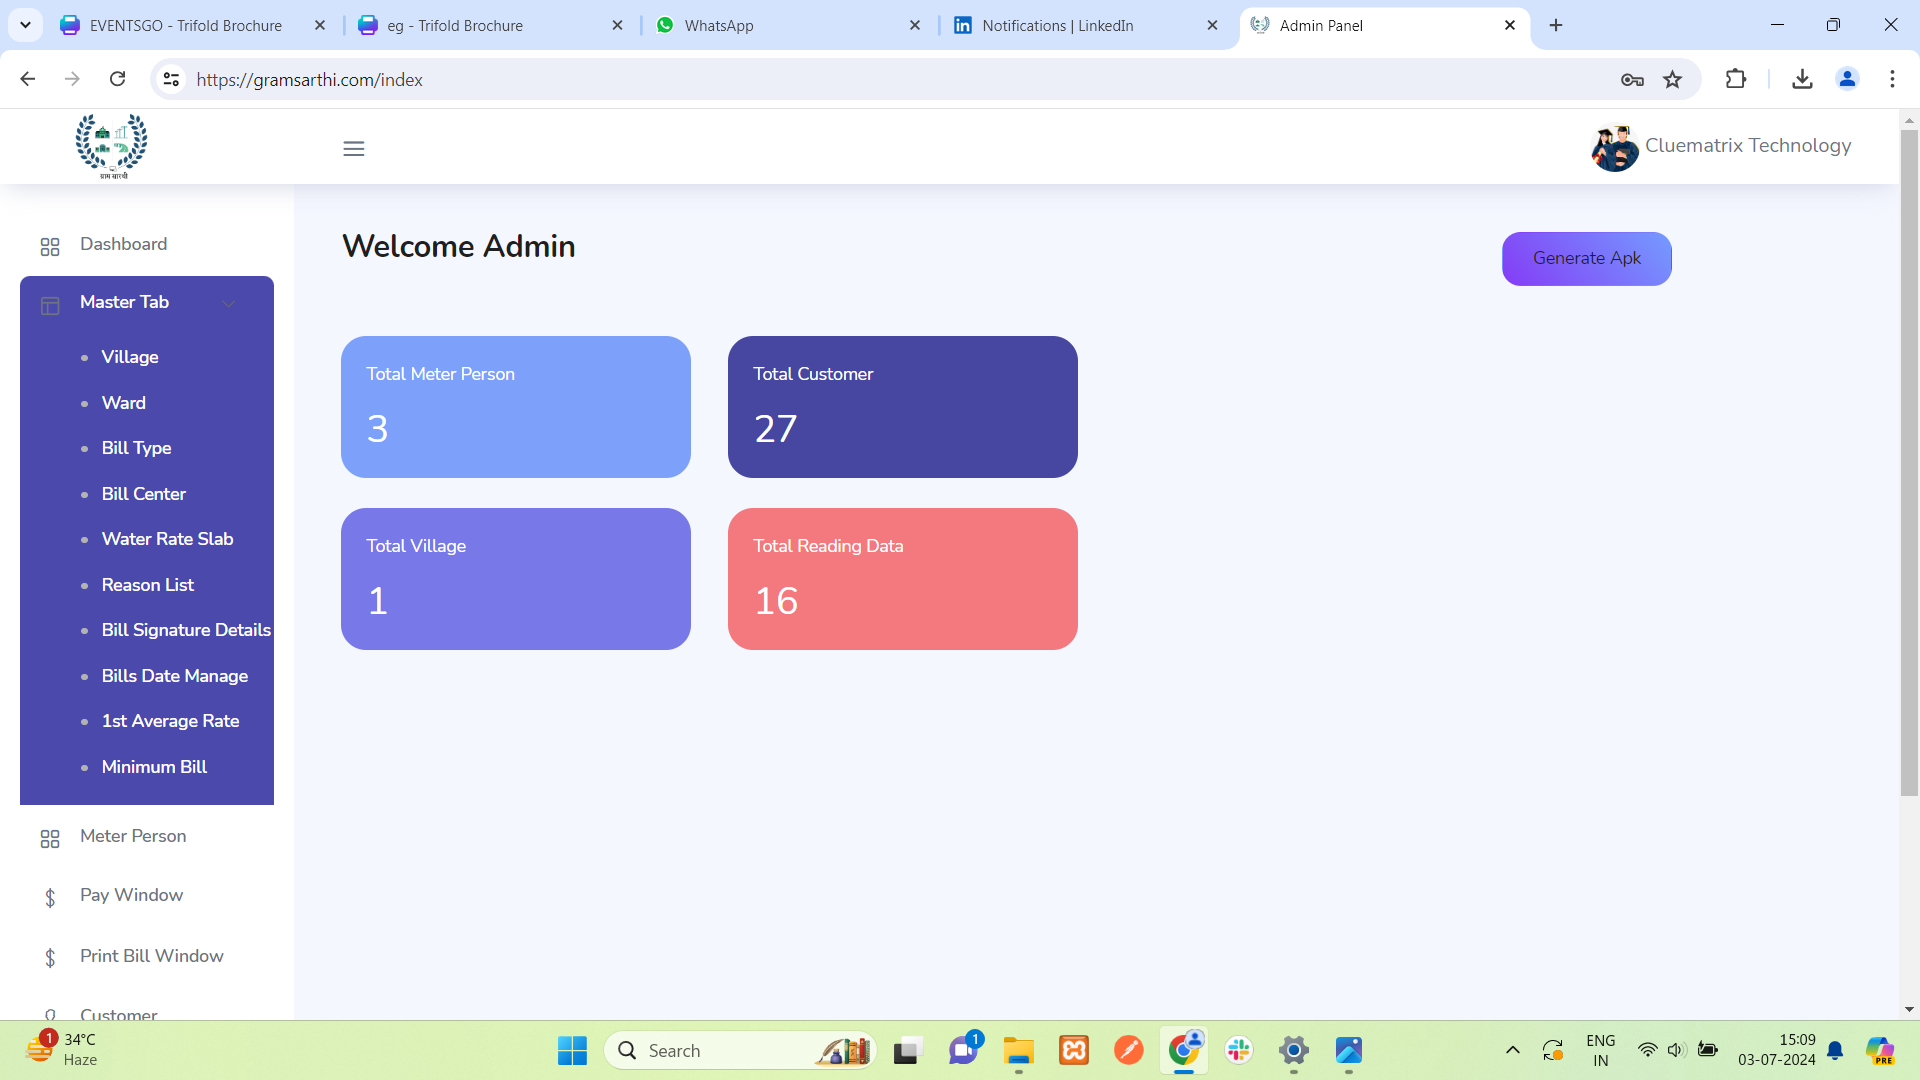 EVENTSGO - Trifold Brochure
eg - Trifold Brochure
WhatsApp
Notifications | LinkedIn
Admin Panel
https://gramsarthi.com/index
ग्राम सारथी
Cluematrix Technology
Dashboard
Master Tab
Village
Ward
Bill Type
Bill Center
Water Rate Slab
Reason List
Bill Signature Details
Bills Date Manage
1st Average Rate
Minimum Bill
Meter Person
Pay Window
Print Bill Window
Customer
Welcome Admin
Generate Apk
Total Meter Person
3
Total Customer
27
Total Village
1
Total Reading Data
16
1
34°C
Haze
Search
1
ENG
IN
15:09
03-07-2024
PRE